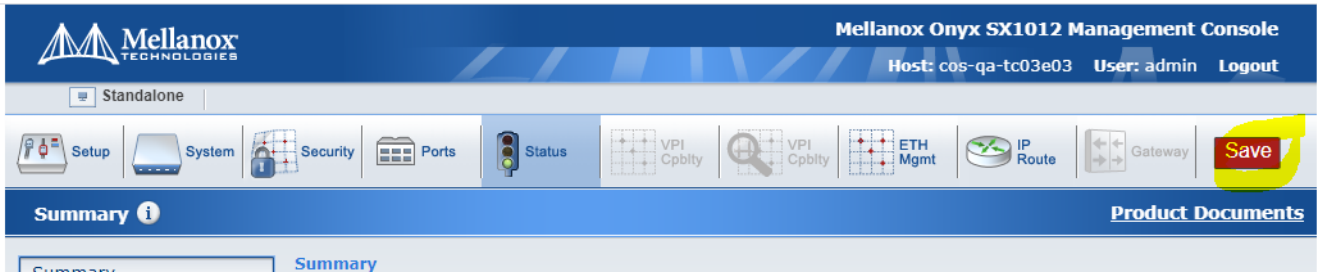 Mellanox
TECHNOLOGIES
Mellanox Onyx SX1012 Management Console
Host: cos-qa-tc03e03 User: admin Logout
Standalone
Setup System Security Ports Status VPI Cpblty VPI Cpblty ETH Mgmt IP Route Gateway Save
Summary i Product Documents
Summary
Summary